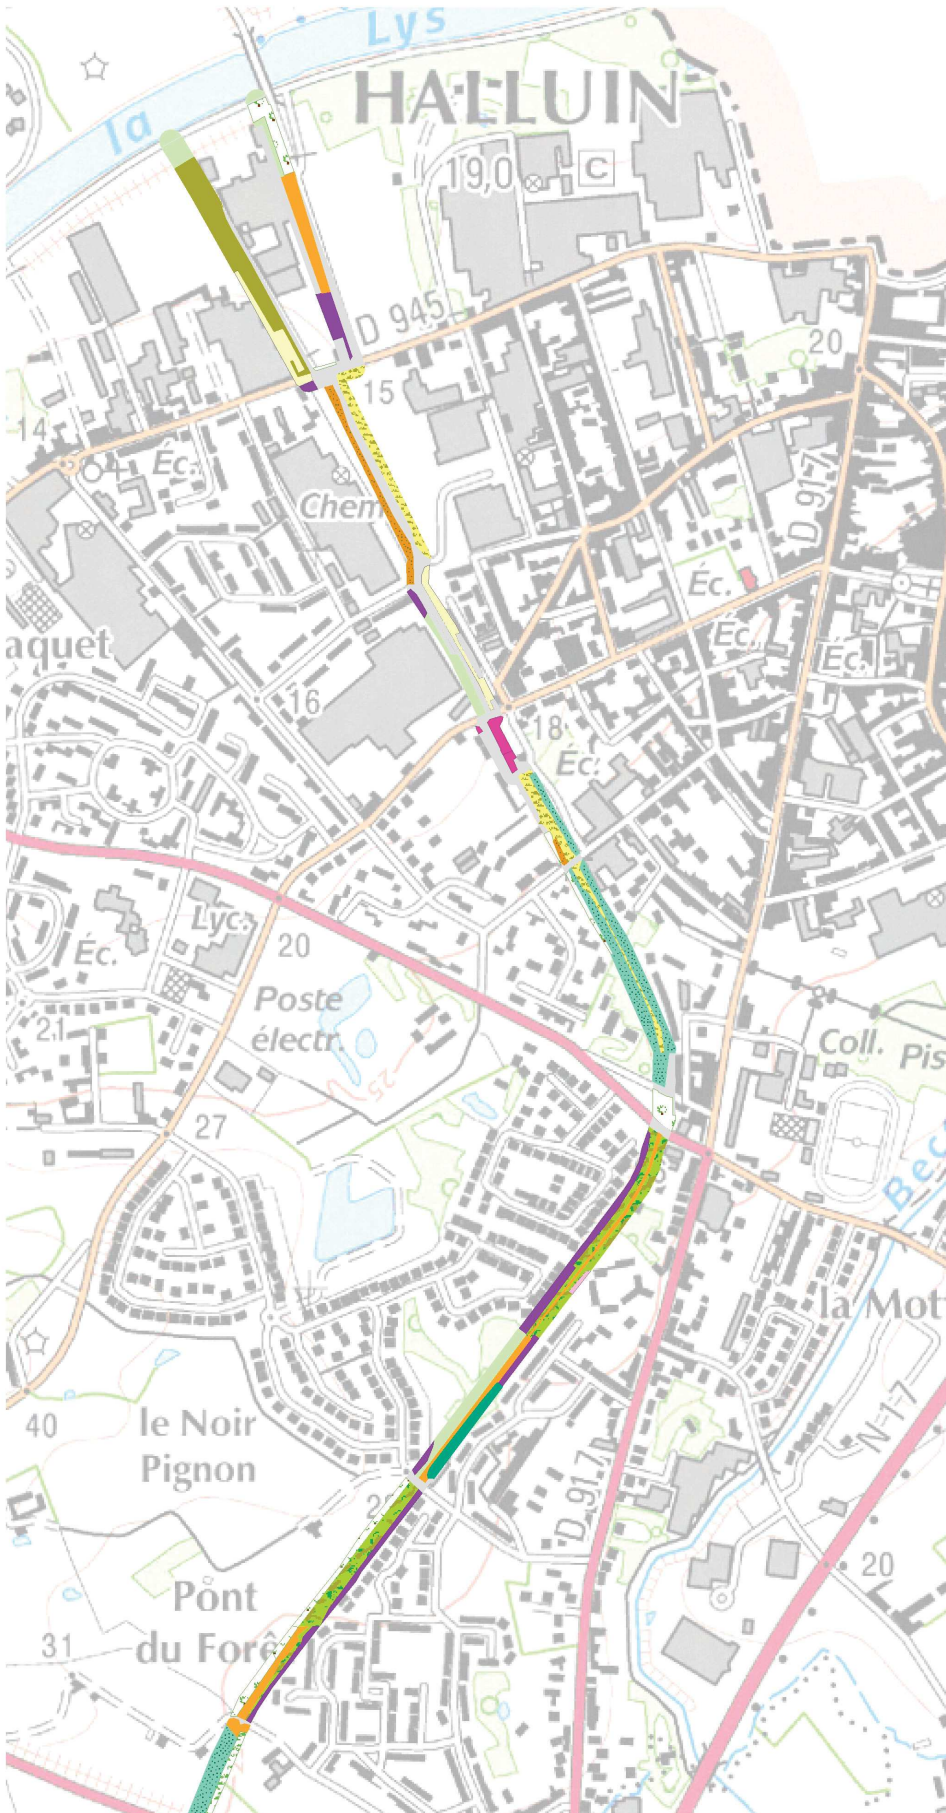 Lys
la
HALLUIN
19,0
C
D 945
20
15
14
Éc.
Chem
D 917
Éc.
aquet
Éc.
Éc.
16
18
Éc.
Lyc.
Éc.
20
Poste
électr.
21
25
Coll.
Pis
27
Bec
la Mot
40
le Noir
Pignon
N-17
D 917
20
Pont
du Forê
31